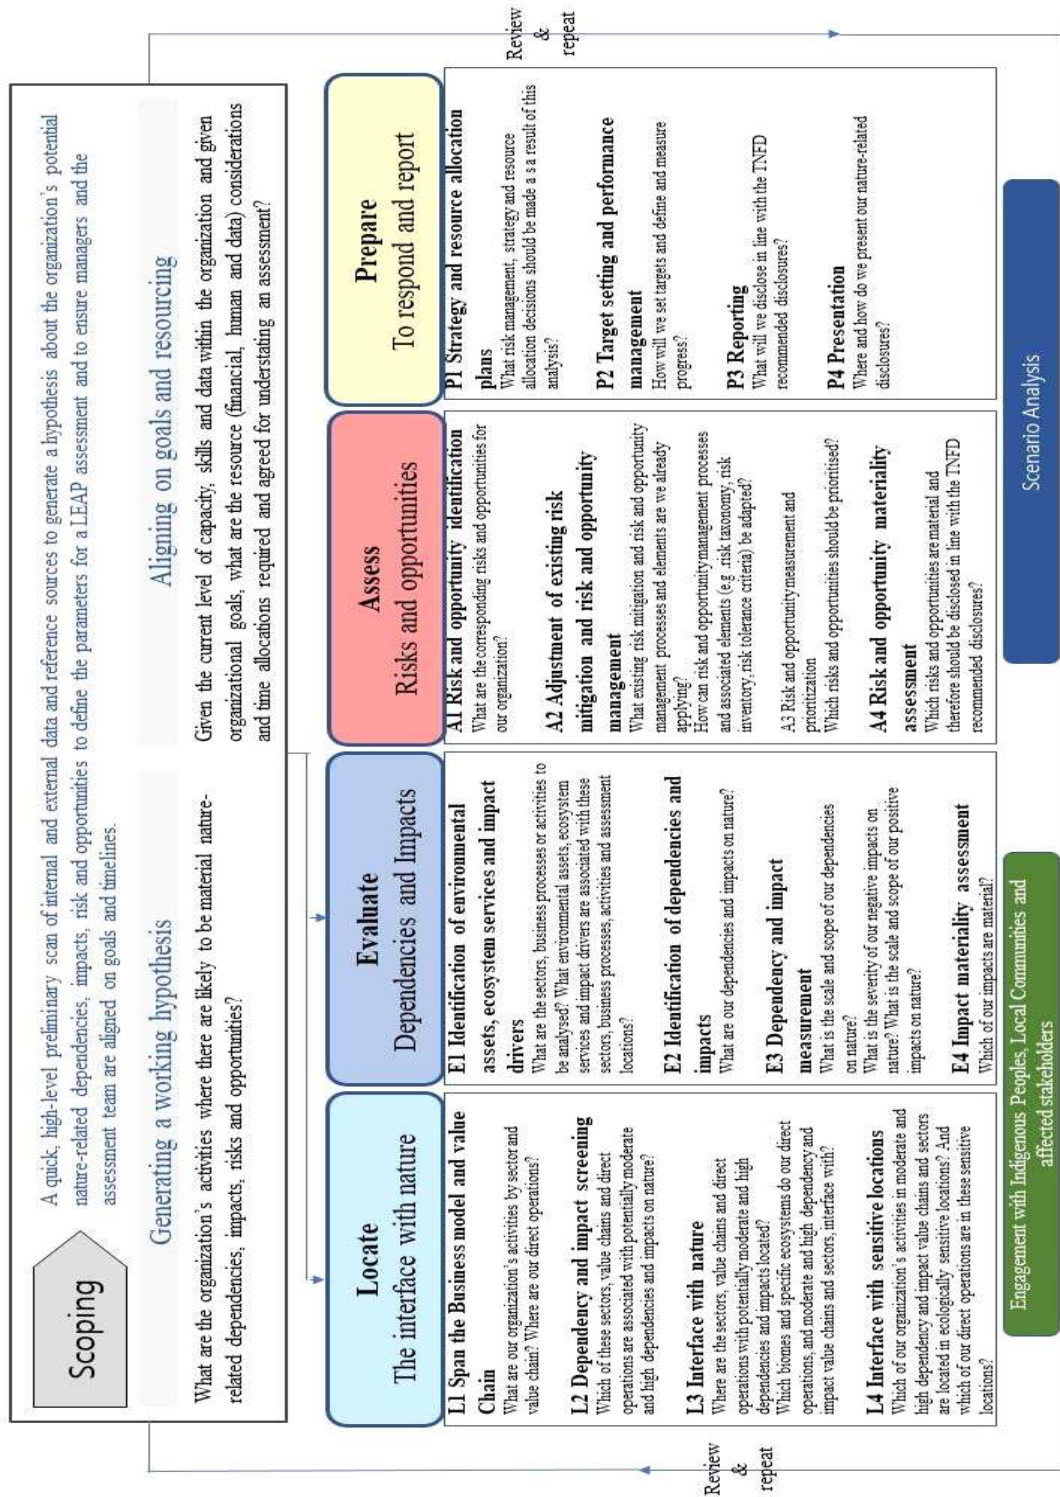 Scoping
A quick, high-level preliminary scan of internal and external data and reference sources to generate a hypothesis about the organization`s potential
nature-related dependencies, impacts, risk and opportunities to define the parameters for a LEAP assessment and to ensure managers and the
assessment team are aligned on goals and timelines.
Generating a working hypothesis
What are the organization`s activities where there are likely to be material nature-
related dependencies, impacts, risks and opportunities?
Aligning on goals and resourcing
Given the current level of capacity, skills and data within the organization and given
organizational goals, what are the resource (financial, human and data) considerations
and time allocations required and agreed for understating an assessment?
Locate
The interface with nature
L1 Span the Business model and value
Chain
What are our organization`s activities by sector and
value chain? Where are our direct operations?
L2 Dependency and impact screening
Which of these sectors, value chains and direct
operations are associated with potentially moderate
and high dependencies and impacts on nature?
L3 Interface with nature
Where are the sectors, value chains and direct
operations with potentially moderate and high
dependencies and impacts located?
Which biomes and specific ecosystems do our direct
operations, and moderate and high dependency and
impact value chains and sectors, interface with?
L4 Interface with sensitive locations
Which of our organization`s activities in moderate and
high dependency and impact value chains and sectors
are located in ecologically sensitive locations? And
which of our direct operations are in these sensitive
locations?
Evaluate
Dependencies and Impacts
E1 Identification of environmental
assets, ecosystem services and impact
drivers
What are the sectors, business processes or activities to
be analysed? What environmental assets, ecosystem
services and impact drivers are associated with these
sectors, business processes, activities and assessment
locations?
E2 Identification of dependencies and
impacts
What are our dependencies and impacts on nature?
E3 Dependency and impact
measurement
What is the scale and scope of our dependencies
on nature?
What is the severity of our negative impacts on
nature? What is the scale and scope of our positive
impacts on nature?
E4 Impact materiality assessment
Which of our impacts are material?
Assess
Risks and opportunities
A1 Risk and opportunity identification
What are the corresponding risks and opportunities for
our organization?
A2 Adjustment of existing risk
mitigation and risk and opportunity
management
What existing risk mitigation and risk and opportunity
management processes and elements are we already
applying?
How can risk and opportunity management processes
and associated elements (e.g .risk taxonomy, risk
inventory, risk tolerance criteria) be adapted?
A3 Risk and opportunity measurement and
prioritization
Which risks and opportunities should be prioritised?
A4 Risk and opportunity materiality
assessment
Which risks and opportunities are material and
therefore should be disclosed in line with the TNFD
recommended disclosures?
Prepare
To respond and report
P1 Strategy and resource allocation
plans
What risk management, strategy and resource
allocation decisions should be made a s a result of this
analysis?
P2 Target setting and performance
management
How will we set targets and define and measure
progress?
P3 Reporting
What will we disclose in line with the TNFD
recommended disclosures?
P4 Presentation
Where and how do we present our nature-related
disclosures?
Review
&
repeat
Review
&
repeat
Engagement with Indigenous Peoples, Local Communities and
affected stakeholders
Scenario Analysis